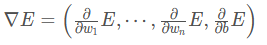 ∇E = (∂/∂w₁ E, ⋯, ∂/∂wₙ E, ∂/∂b E)